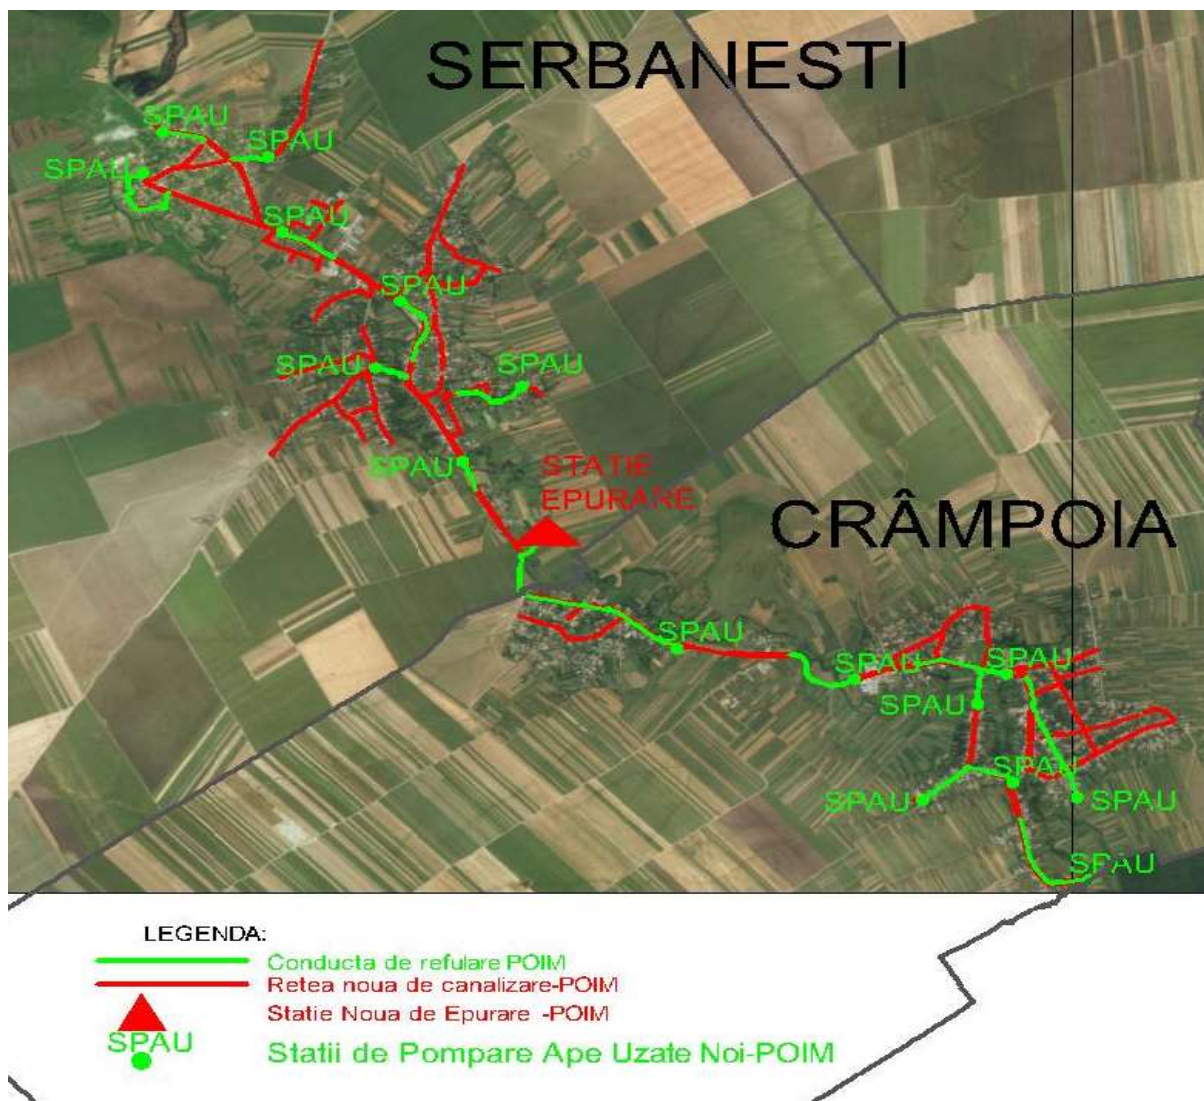 SERBANESTI
SPAU
SPAU
SPAU
SPAU
SPAU
SPAU
SPAU
SPAU
STATIE
EPURARE
CRÂMPOIA
SPAU
SPAU
SPAU
SPAU
SPAU
SPAU
SPAU
SPAU
LEGENDA:
Conducta de refulare POIM
Retea noua de canalizare-POIM
Statie Noua de Epurare -POIM
SPAU
Statii de Pompare Ape Uzate Noi-POIM